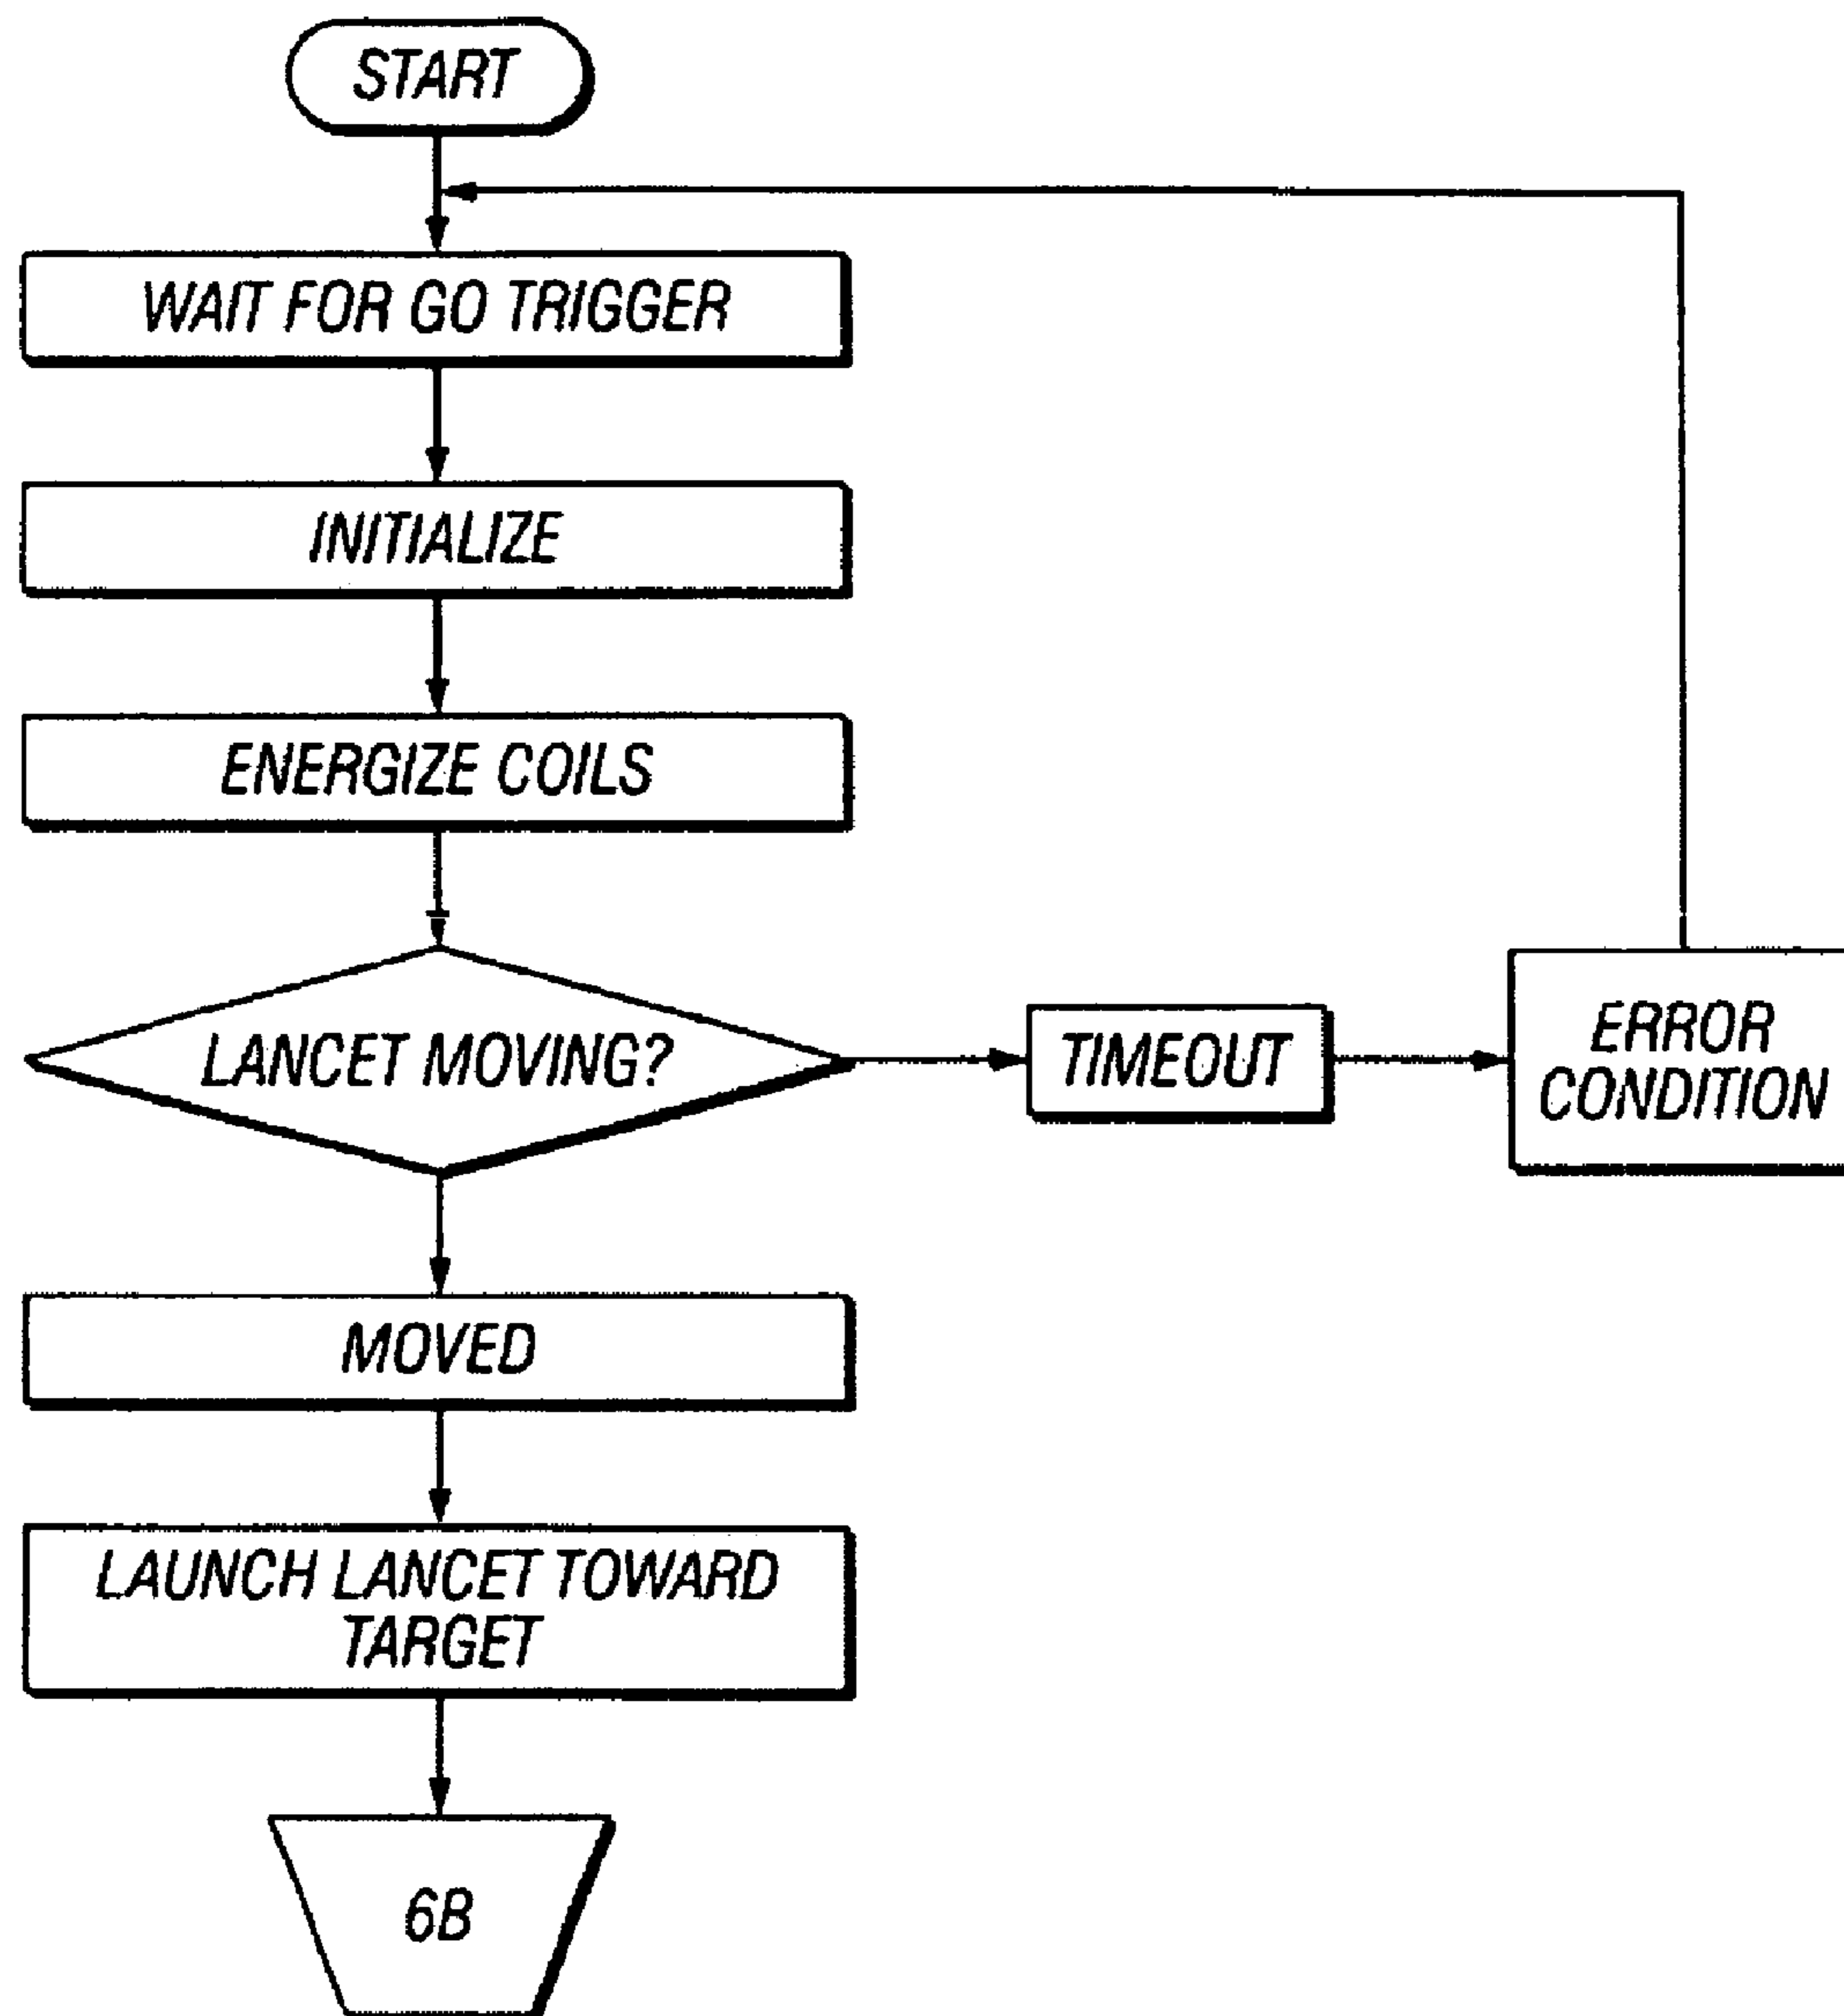 START
WAIT FOR GO TRIGGER
INITIALIZE
ENERGIZE COILS
LANCET MOVING?
TIMEOUT
ERROR
CONDITION
MOVED
LAUNCH LANCET TOWARD
TARGET
6B